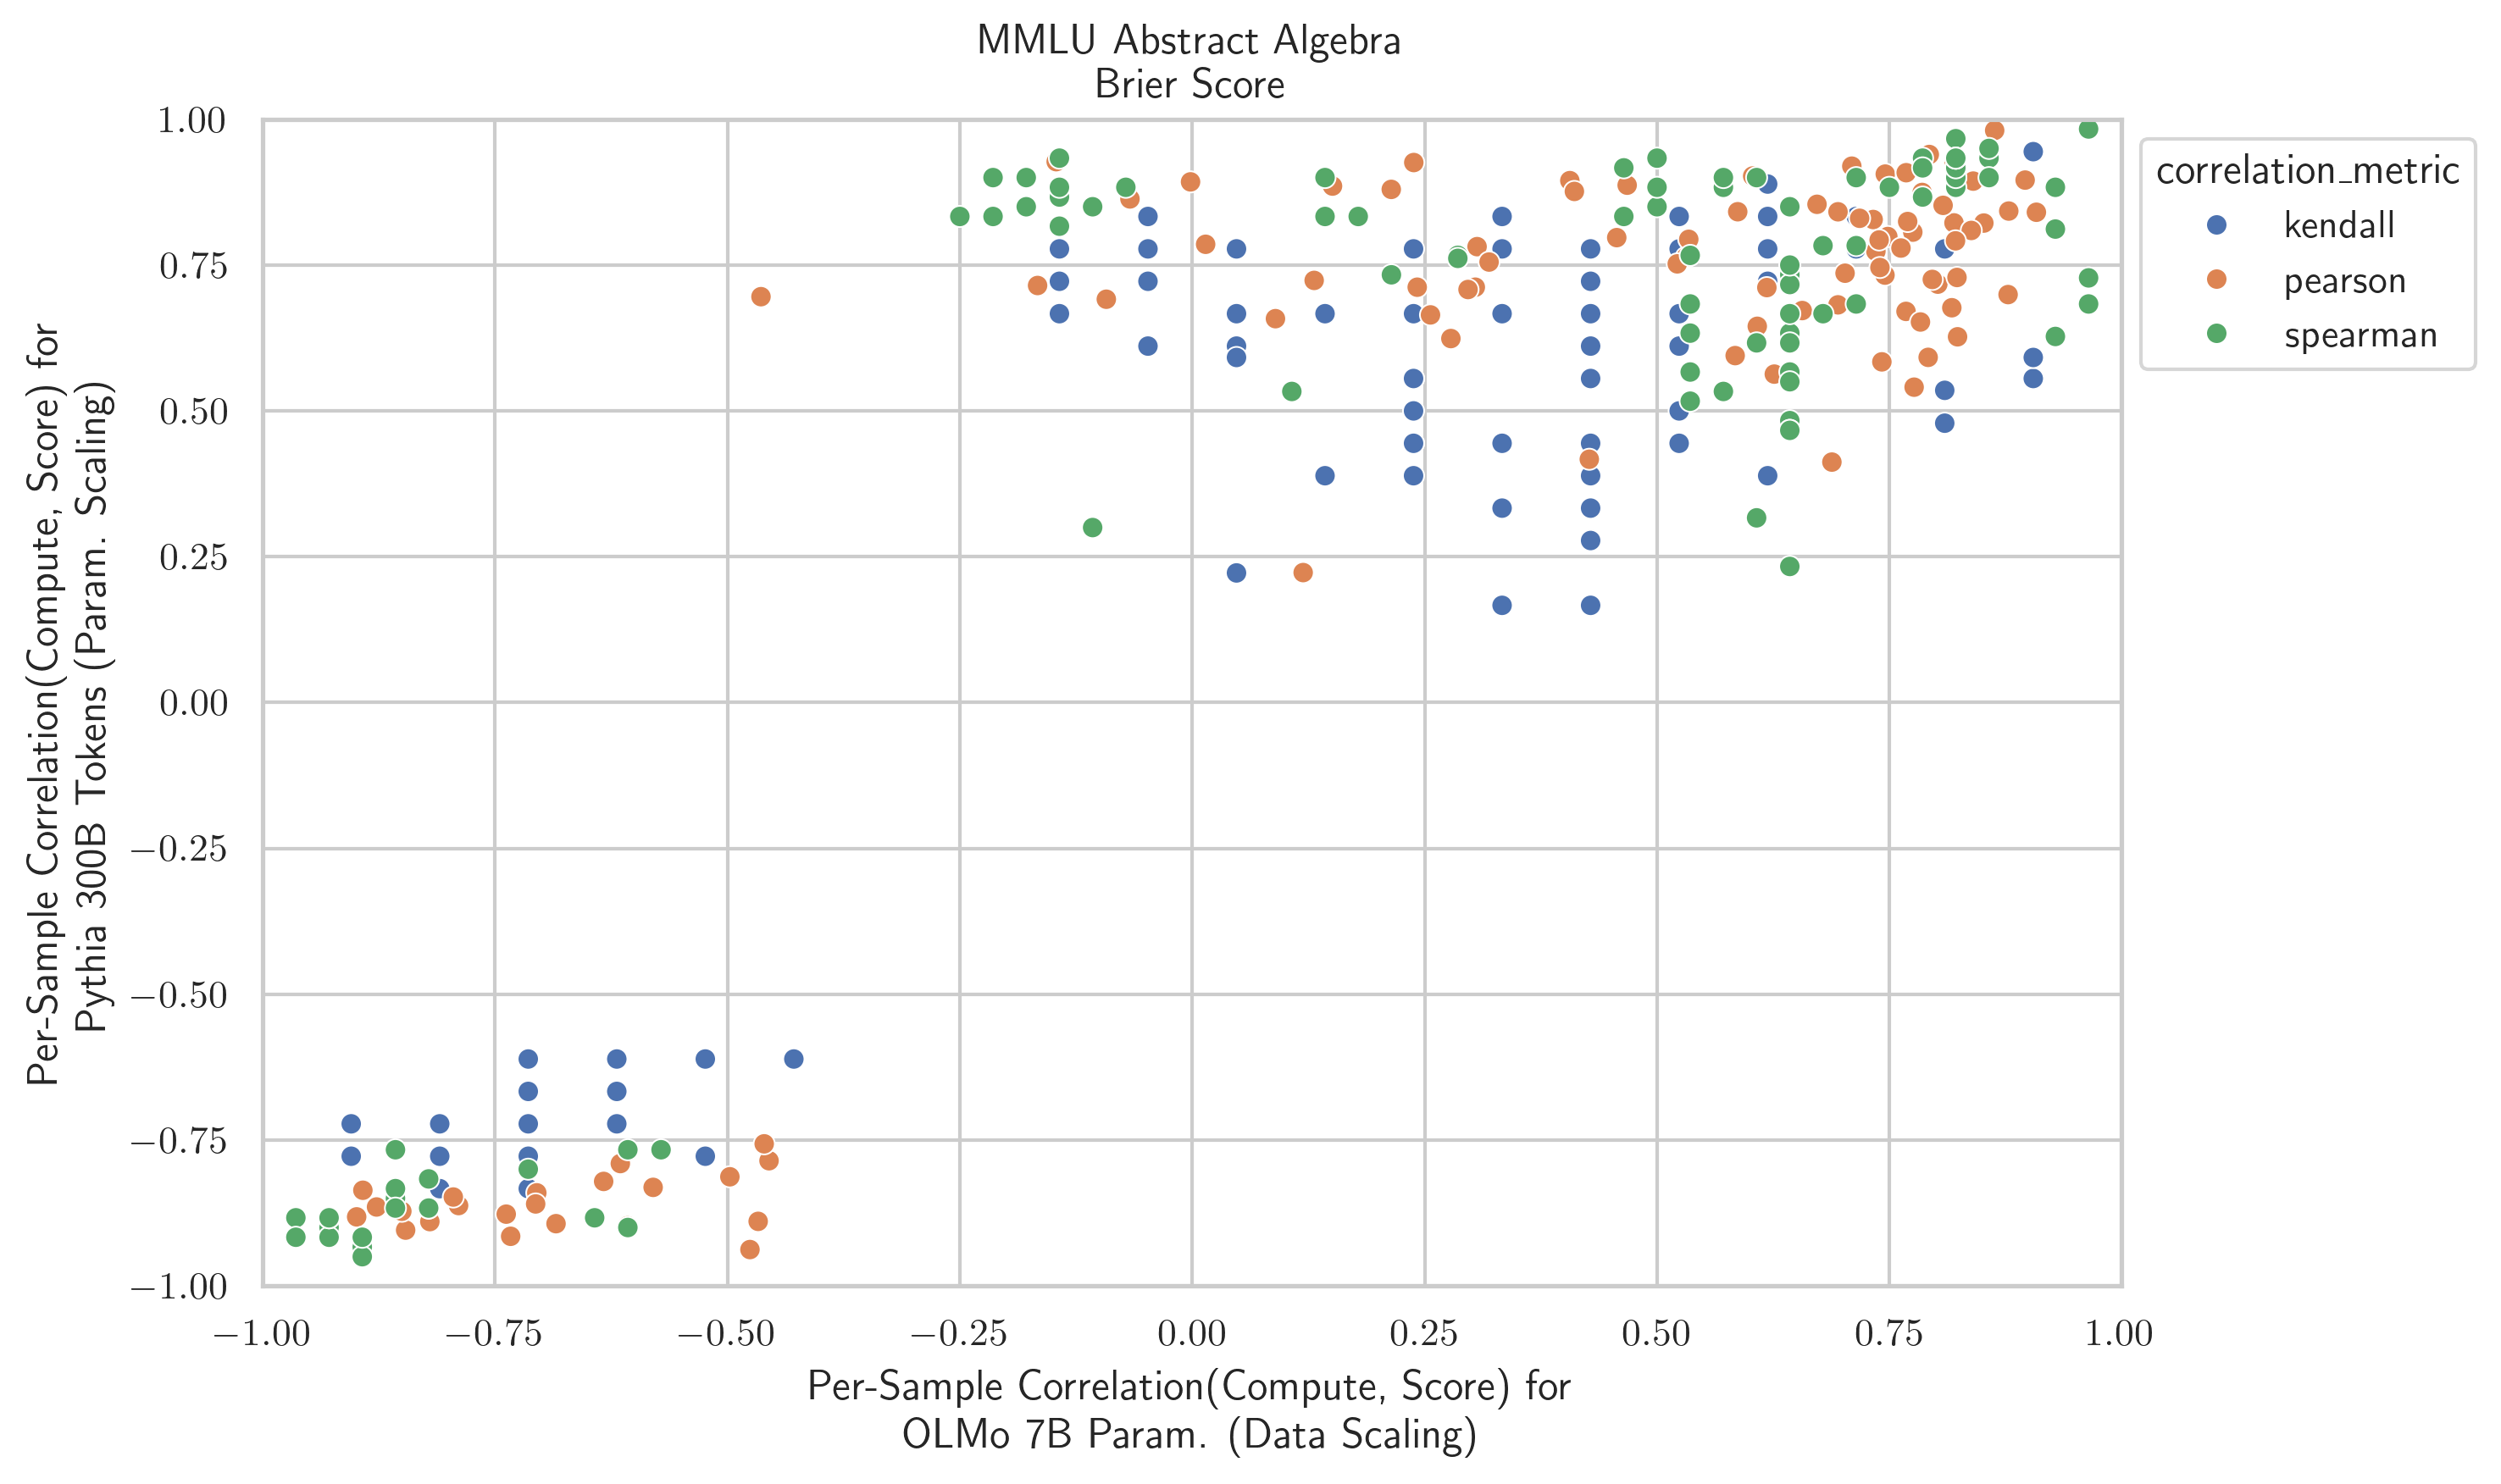 MMLU Abstract Algebra
Brier Score
Per-Sample Correlation(Compute, Score) for
Pythia 300B Tokens (Param. Scaling)
1.00
0.75
0.50
0.25
0.00
−0.25
−0.50
−0.75
−1.00
−1.00
−0.75
−0.50
−0.25
0.00
0.25
0.50
0.75
1.00
Per-Sample Correlation(Compute, Score) for
OLMo 7B Param. (Data Scaling)
correlation_metric
kendall
pearson
spearman